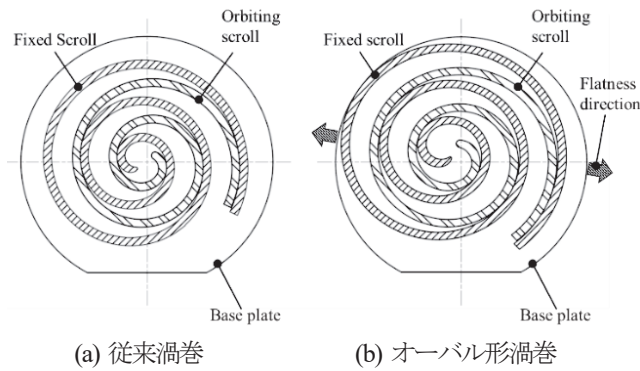 Fixed Scroll
Orbiting
scroll
Base plate
(a) 従来渦巻
Fixed scroll
Orbiting
scroll
Flatness
direction
Base plate
(b) オーバル形渦巻